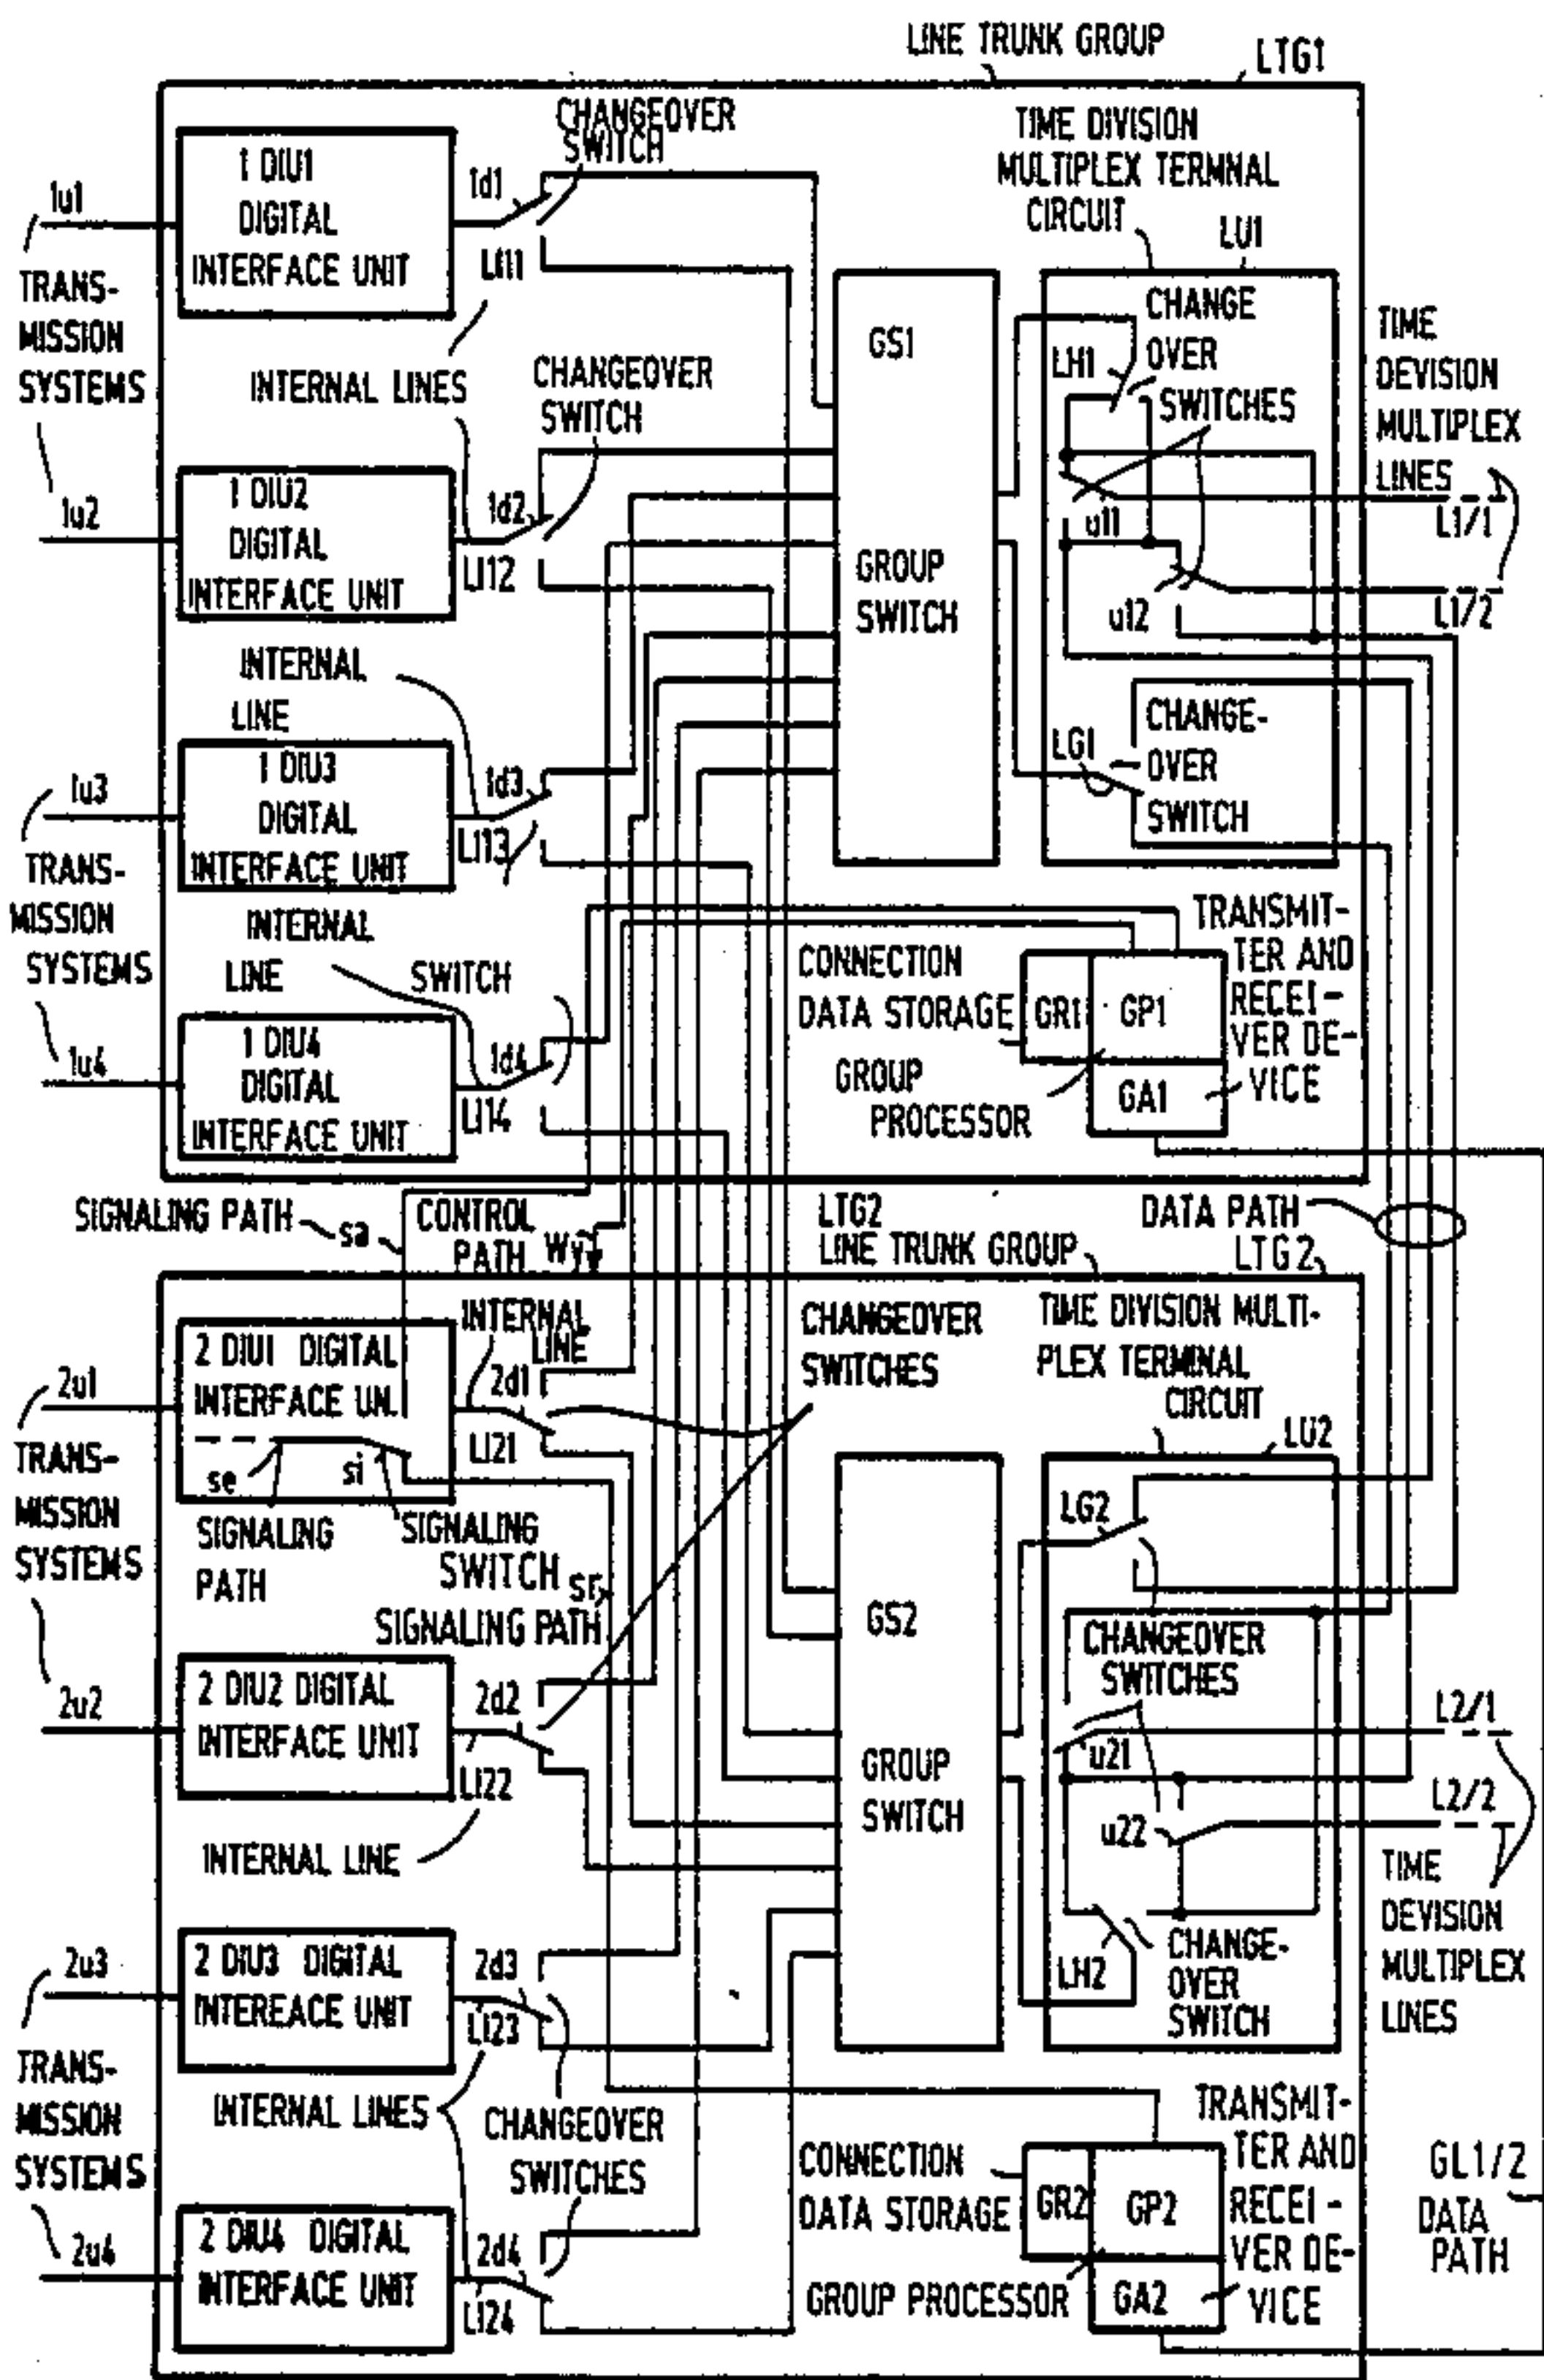 LINE TRUNK GROUP
LTG1
CHANGEOVER
SWITCH
TIME DIVISION
MULTIPLEX TERMNAL
CIRCUIT
LU1
1 DIU1
DIGITAL
INTERFACE UNIT
1u1
1d1
LI11
TRANS-
MISSION
SYSTEMS
INTERNAL LINES
CHANGEOVER
SWITCH
GS1
GROUP
SWITCH
CHANGE
OVER
SWITCHES
LH1
TIME
DEVISION
MULTIPLEX
LINES
L1/1
L1/2
u11
u12
1u2
1 DIU2
DIGITAL
INTERFACE UNIT
1d2
LI12
INTERNAL
LINE
1u3
1 DIU3
DIGITAL
INTERFACE UNIT
1d3
LI13
LG1
CHANGE-
OVER
SWITCH
TRANS-
MISSION
SYSTEMS
INTERNAL
LINE
SWITCH
1u4
1 DIU4
DIGITAL
INTERFACE UNIT
1d4
LI14
CONNECTION
DATA STORAGE
GR1
GP1
GA1
GROUP
PROCESSOR
TRANSMIT-
TER AND
RECEI-
VER DE-
VICE
SIGNALING PATH
sa
CONTROL
PATH
Wv
LTG2
LINE TRUNK GROUP
DATA PATH
LTG2
INTERNAL
LINE
CHANGEOVER
SWITCHES
TIME DIVISION MULTI-
PLEX TERMINAL
CIRCUIT
LU2
2u1
2 DIU1 DIGITAL
INTERFACE UN.
2d1
LI21
se
si
TRANS-
MISSION
SYSTEMS
SIGNALING
PATH
SIGNALING
SWITCH
sr
SIGNALING PATH
GS2
GROUP
SWITCH
LG2
CHANGEOVER
SWITCHES
2u2
2 DIU2 DIGITAL
INTERFACE UNIT
2d2
LI22
INTERNAL LINE
L2/1
L2/2
u21
u22
TIME
DEVISION
MULTIPLEX
LINES
LH2
CHANGE-
OVER
SWITCH
2u3
2 DIU3 DIGITAL
INTEREACE UNIT
2d3
LI23
TRANS-
MISSION
SYSTEMS
INTERNAL LINES
CHANGEOVER
SWITCHES
2u4
2 DIU4 DIGITAL
INTERFACE UNIT
2d4
LI24
CONNECTION
DATA STORAGE
GR2
GP2
GA2
GROUP PROCESSOR
TRANSMIT-
TER AND
RECEI-
VER DE-
VICE
GL1/2
DATA
PATH